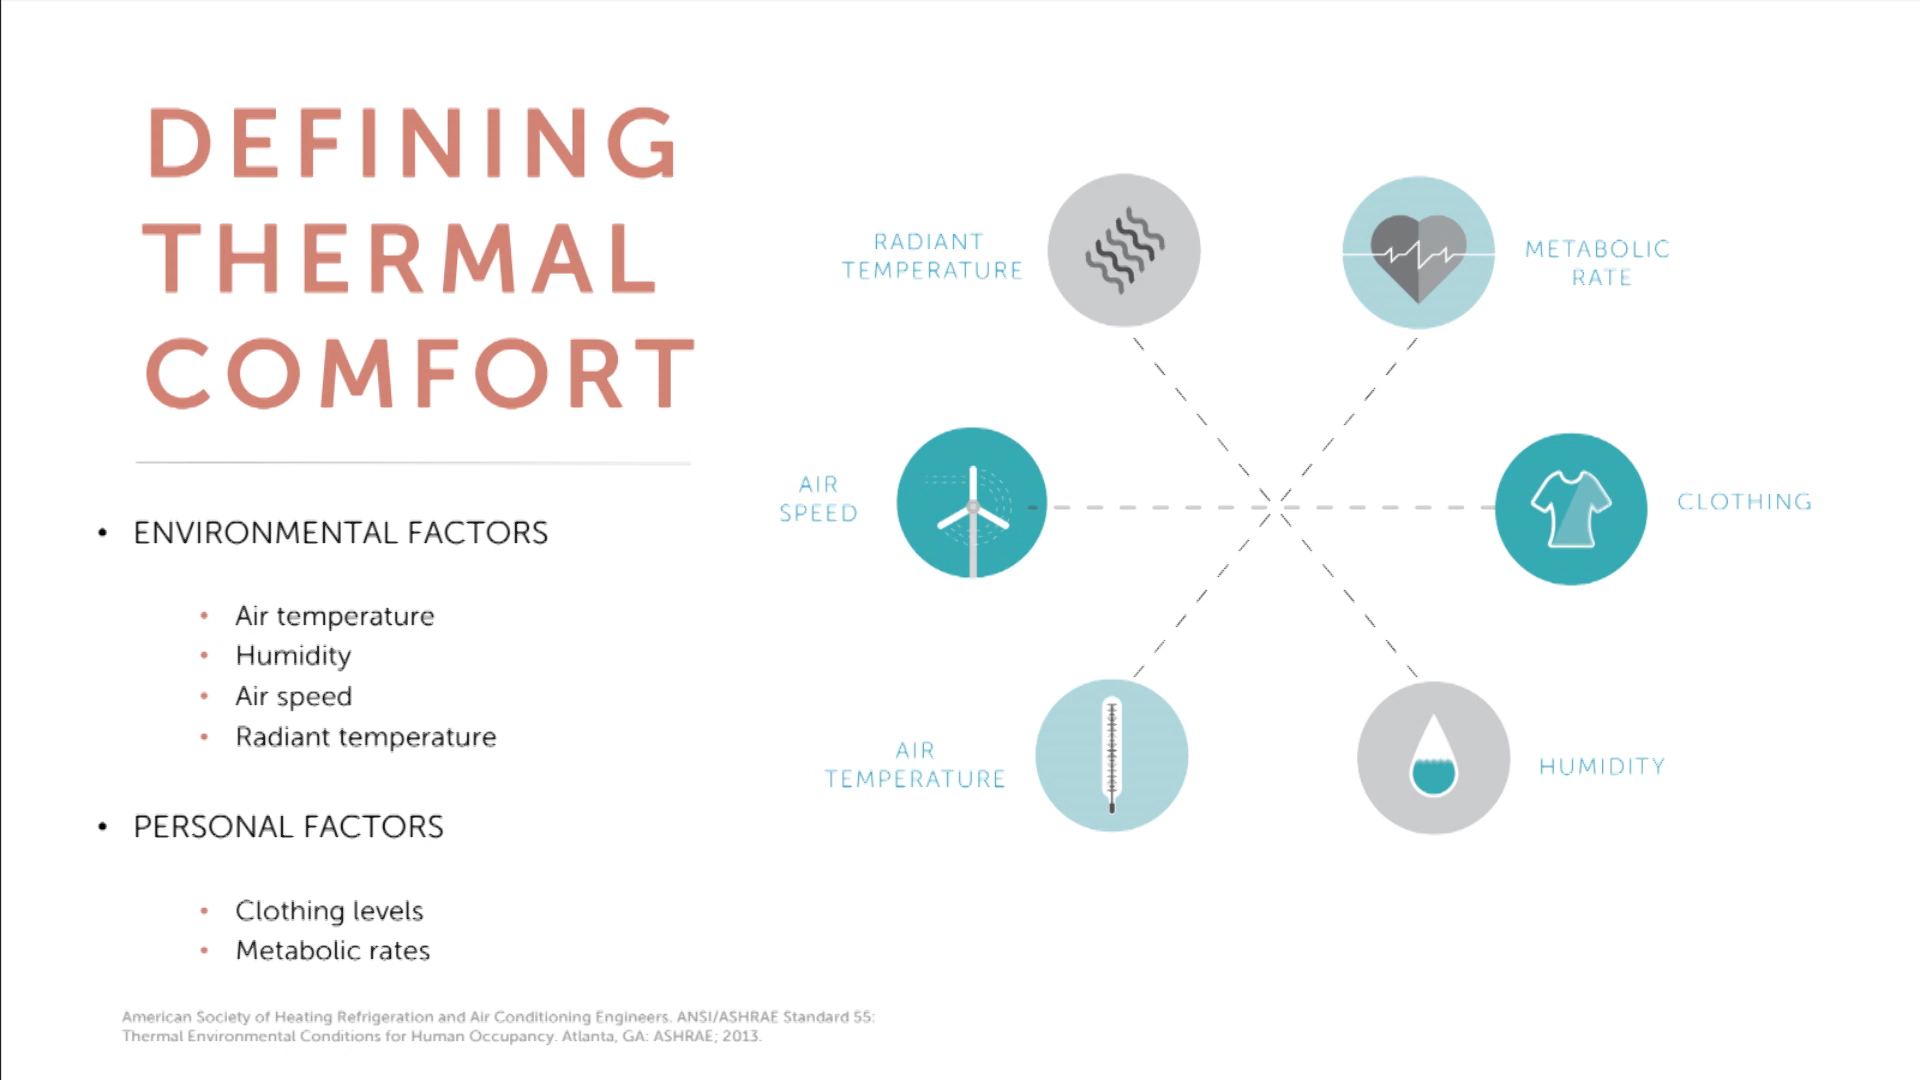 DEFINING
THERMAL
COMFORT
• ENVIRONMENTAL FACTORS
• Air temperature
• Humidity
• Air speed
• Radiant temperature
• PERSONAL FACTORS
• Clothing levels
• Metabolic rates
American Society of Heating Refrigeration and Air Conditioning Engineers. ANSI/ASHRAE Standard 55:
Thermal Environmental Conditions for Human Occupancy. Atlanta, GA: ASHRAE; 2013.
RADIANT
TEMPERATURE
METABOLIC
RATE
AIR
SPEED
CLOTHING
AIR
TEMPERATURE
HUMIDITY